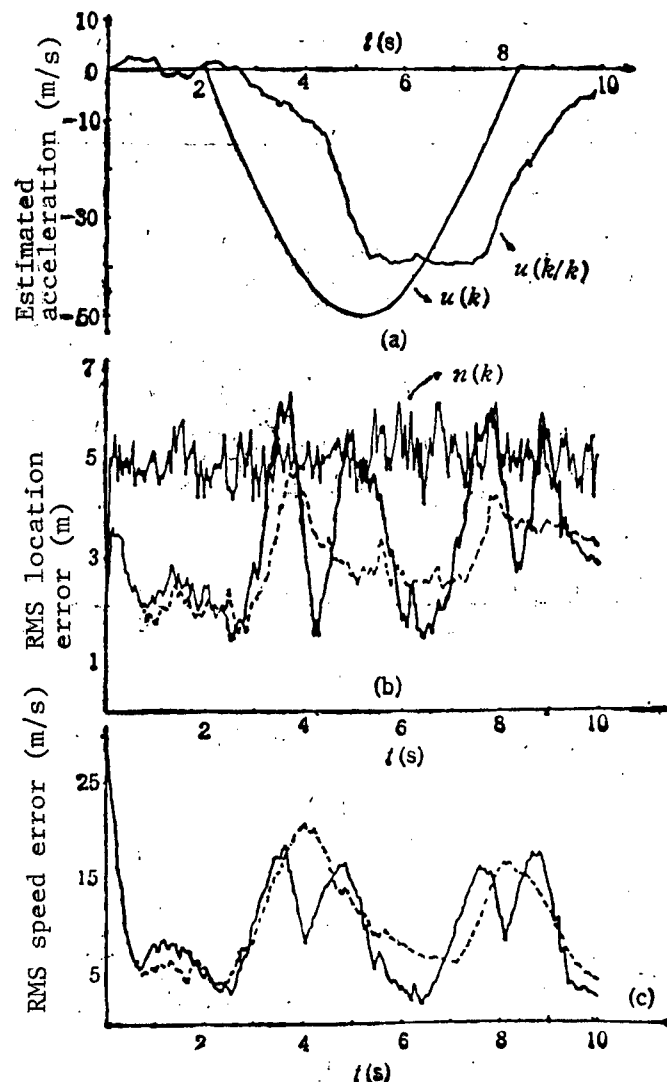 10
0
-10
-30
-50
Estimated
acceleration (m/s)
t(s)
2
4
6
8
10
u(k/k)
u(k)
(a)
7
5
3
1
RMS location
error (m)
n(k)
(b)
2
4
6
8
10
t(s)
25
15
5
RMS speed error (m/s)
(c)
2
4
6
8
10
t(s)